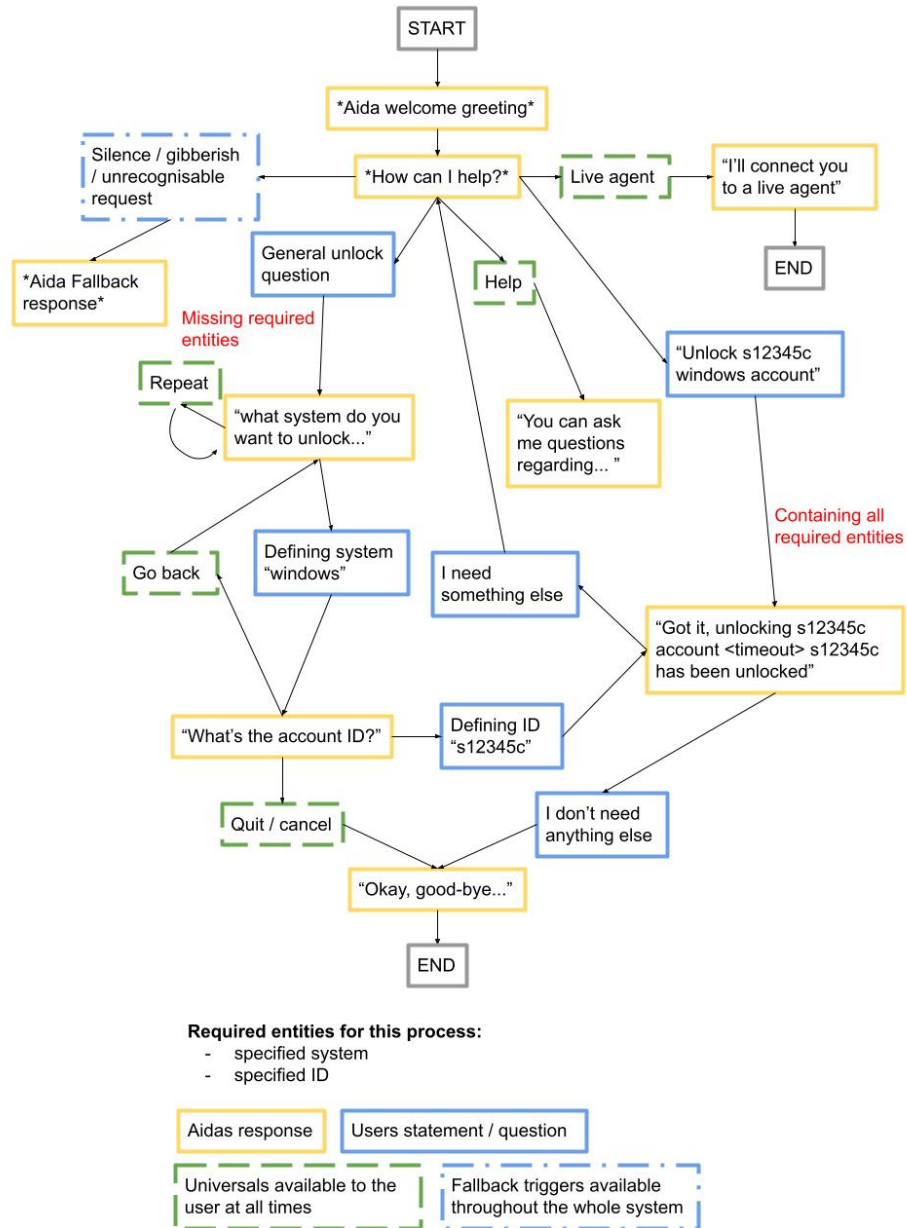 START
*Aida welcome greeting*
Silence / gibberish
/ unrecognisable
request
*How can I help?*
Live agent
“I’ll connect you
to a live agent”
END
*Aida Fallback
response*
General unlock
question
Help
Missing required
entities
“Unlock s12345c
windows account”
Repeat
“what system do you
want to unlock...”
“You can ask
me questions
regarding... ”
Containing all
required entities
Go back
Defining system
“windows”
I need
something else
“Got it, unlocking s12345c
account <timeout> s12345c
has been unlocked”
“What’s the account ID?”
Defining ID
“s12345c”
Quit / cancel
I don’t need
anything else
“Okay, good-bye...”
END
Required entities for this process:
- specified system
- specified ID
Aidas response
Users statement / question
Universals available to the
user at all times
Fallback triggers available
throughout the whole system